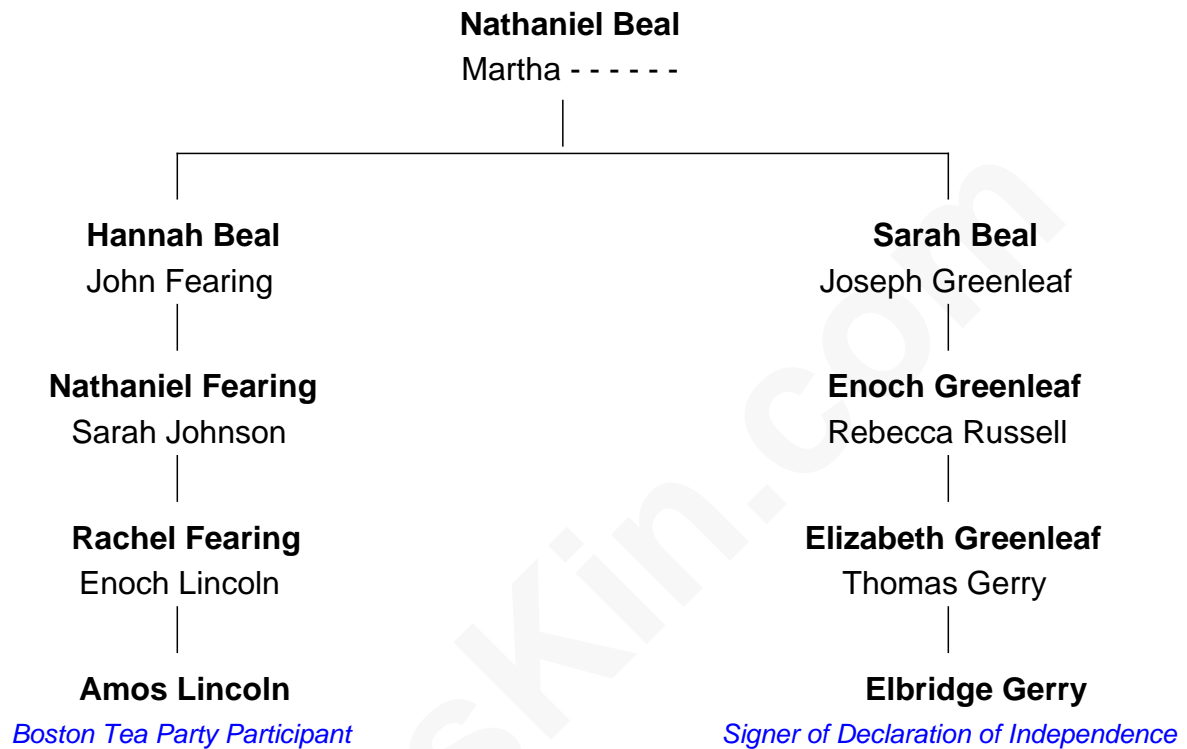 Nathaniel Beal
Martha - - - - - -
Hannah Beal
John Fearing
Sarah Beal
Joseph Greenleaf
Nathaniel Fearing
Sarah Johnson
Enoch Greenleaf
Rebecca Russell
Rachel Fearing
Enoch Lincoln
Elizabeth Greenleaf
Thomas Gerry
Amos Lincoln
Boston Tea Party Participant
Elbridge Gerry
Signer of Declaration of Independence
sKin.com